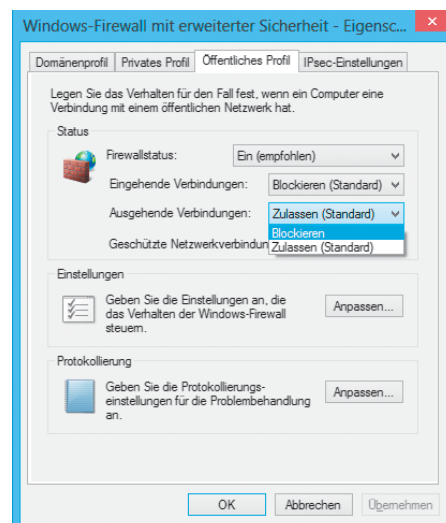 Windows-Firewall mit erweiterter Sicherheit - Eigensc...
Domänenprofil Privates Profil Öffentliches Profil IPsec-Einstellungen
Legen Sie das Verhalten für den Fall fest, wenn ein Computer eine
Verbindung mit einem öffentlichen Netzwerk hat.
Status
Firewallstatus: Ein (empfohlen)
Eingehende Verbindungen: Blockieren (Standard)
Ausgehende Verbindungen: Zulassen (Standard)
Blockieren
Geschützte Netzwerkverbindun Zulassen (Standard)
Einstellungen
Geben Sie die Einstellungen an, die
das Verhalten der Windows-Firewall
steuern.
Anpassen...
Protokollierung
Geben Sie die Protokollierungs-
einstellungen für die Problembehandlung
an.
Anpassen...
OK Abbrechen Übernehmen